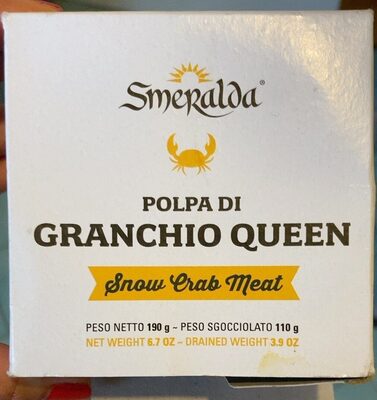 Smeralda®
POLPA DI
GRANCHIO QUEEN
Snow Crab Meat
PESO NETTO 190 g ~ PESO SGOCCIOLATO 110 g
NET WEIGHT 6.7 OZ ~ DRAINED WEIGHT 3.9 OZ